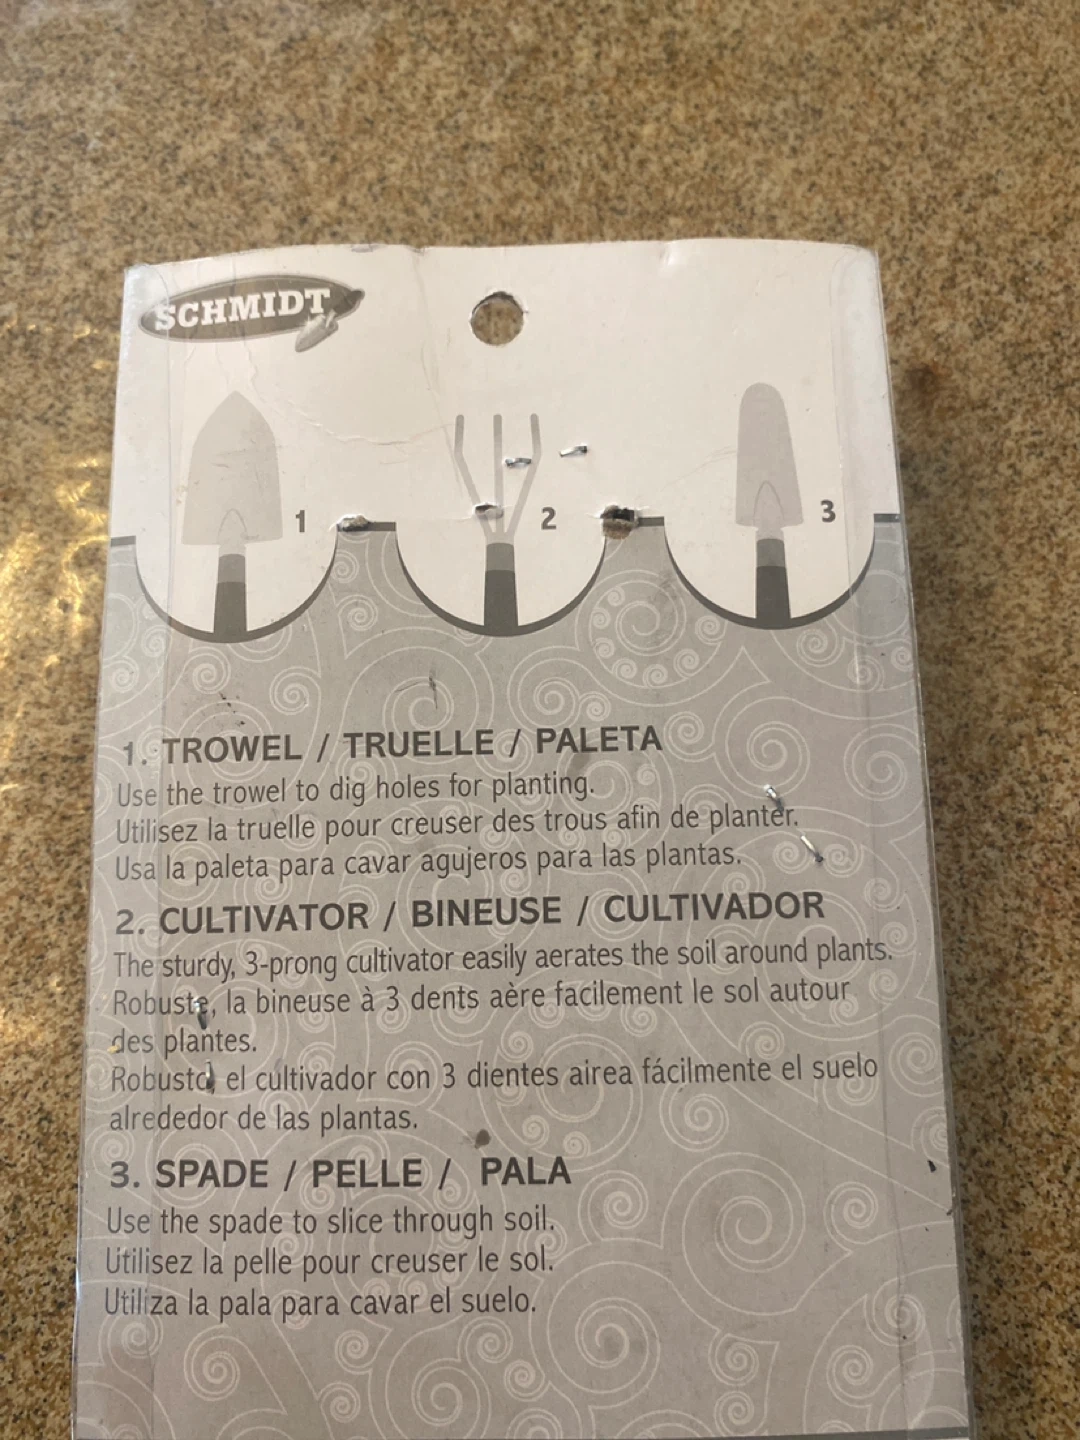 SCHMIDT
1
2
3
1. TROWEL / TRUELLE / PALETA
Use the trowel to dig holes for planting.
Utilisez la truelle pour creuser des trous afin de planter.
Usa la paleta para cavar agujeros para las plantas.
2. CULTIVATOR / BINEUSE / CULTIVADOR
The sturdy, 3-prong cultivator easily aerates the soil around plants.
Robuste, la bineuse à 3 dents aère facilement le sol autour
des plantes.
Robusto, el cultivador con 3 dientes airea fácilmente el suelo
alrededor de las plantas.
3. SPADE / PELLE / PALA
Use the spade to slice through soil.
Utilisez la pelle pour creuser le sol.
Utiliza la pala para cavar el suelo.